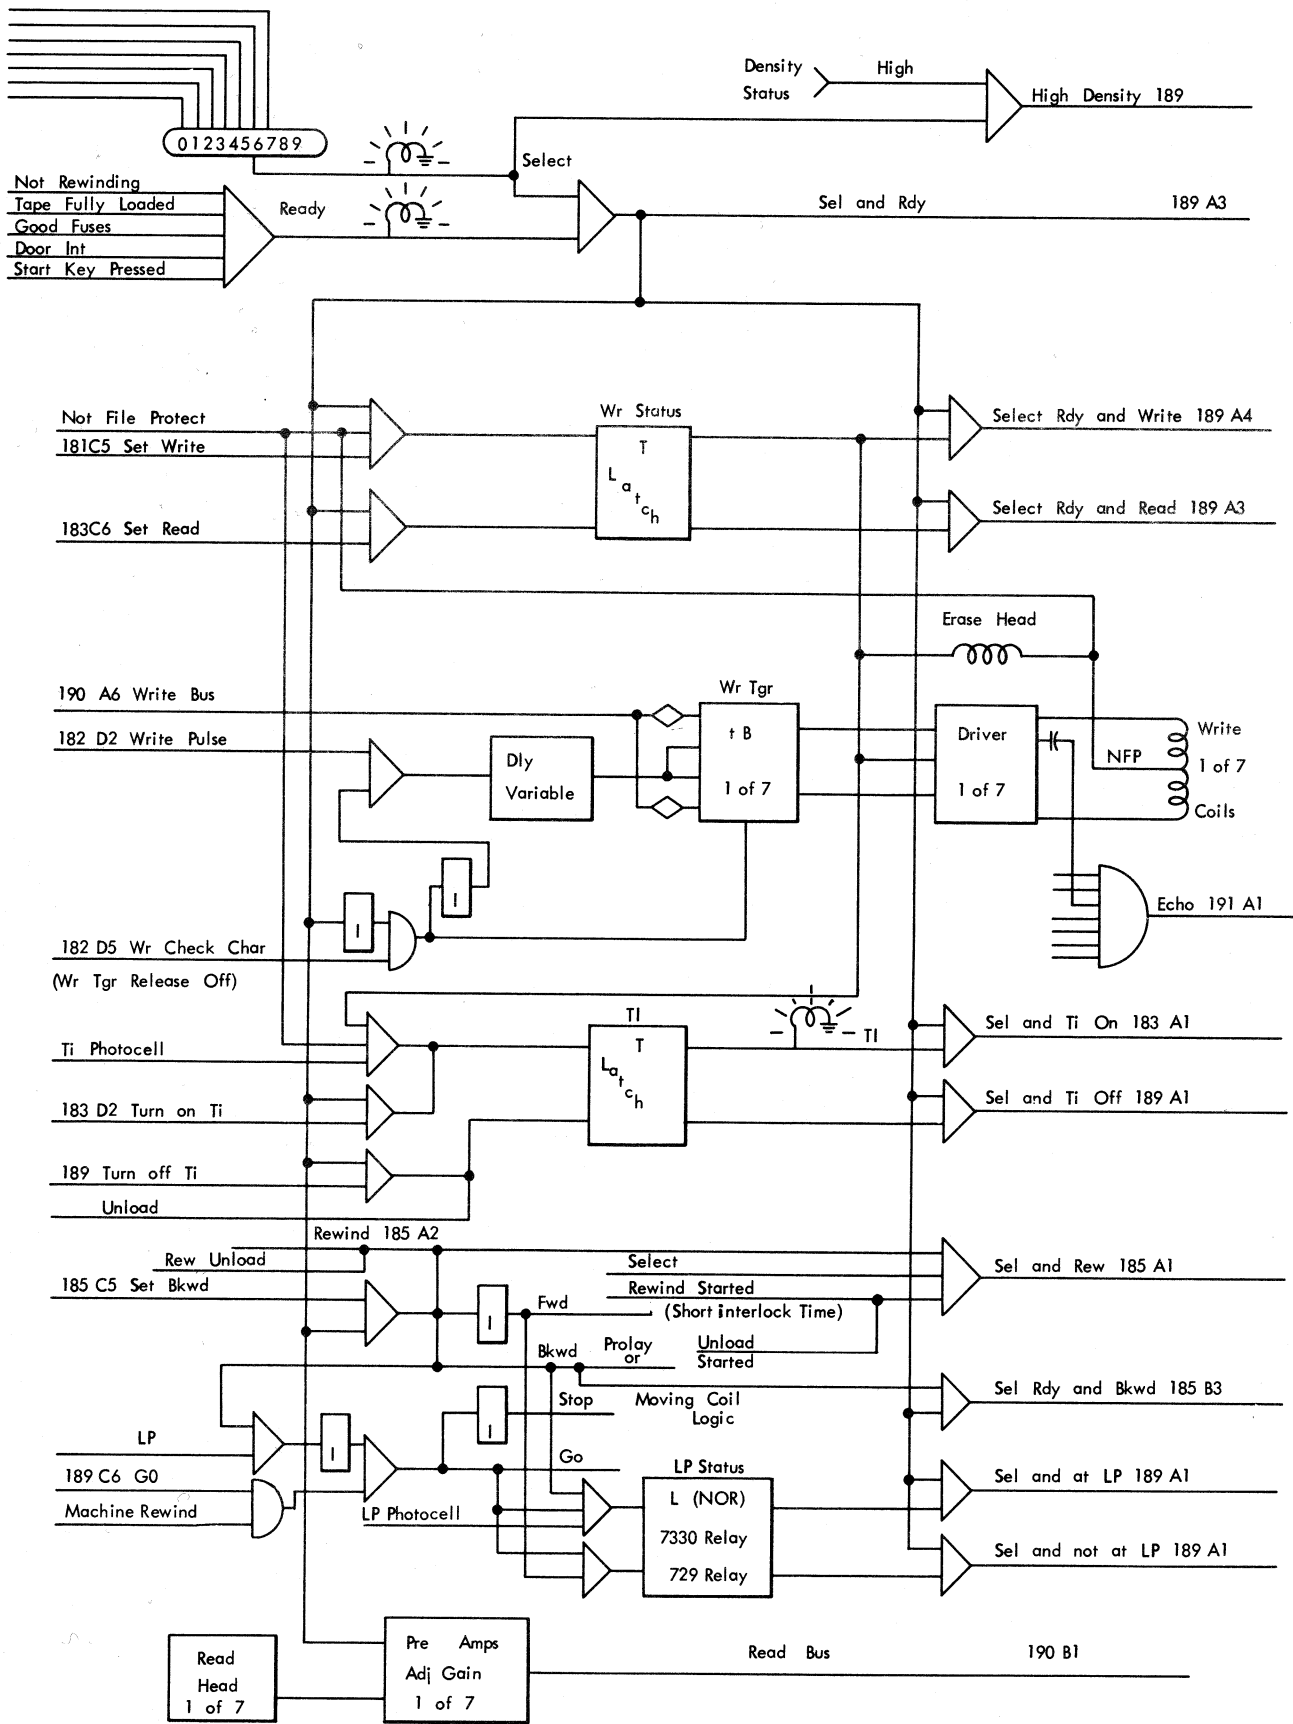 Density Status
High
High Density 189
0123456789
Select
Not Rewinding
Tape Fully Loaded
Good Fuses
Door Int
Start Key Pressed
Ready
Sel and Rdy 189 A3
Not File Protect
181C5 Set Write
Wr Status
T
Latch
Select Rdy and Write 189 A4
183C6 Set Read
Select Rdy and Read 189 A3
Erase Head
190 A6 Write Bus
Wr Tgr
182 D2 Write Pulse
Dly
Variable
t B
1 of 7
Driver
1 of 7
NFP
Write
1 of 7
Coils
I
I
Echo 191 A1
182 D5 Wr Check Char
(Wr Tgr Release Off)
TI
T
Latch
TI
Sel and Ti On 183 A1
Ti Photocell
183 D2 Turn on Ti
Sel and Ti Off 189 A1
189 Turn off Ti
Unload
Rewind 185 A2
Rew Unload
185 C5 Set Bkwd
I
Fwd
Select
Rewind Started
(Short interlock Time)
Sel and Rew 185 A1
Unload
Started
Bkwd
Prolay
or
Moving Coil
Logic
Sel Rdy and Bkwd 185 B3
I
Stop
LP
I
Go
189 C6 G0
Machine Rewind
LP Photocell
LP Status
L (NOR)
7330 Relay
729 Relay
Sel and at LP 189 A1
Sel and not at LP 189 A1
Read
Head
1 of 7
Pre Amps
Adj Gain
1 of 7
Read Bus 190 B1